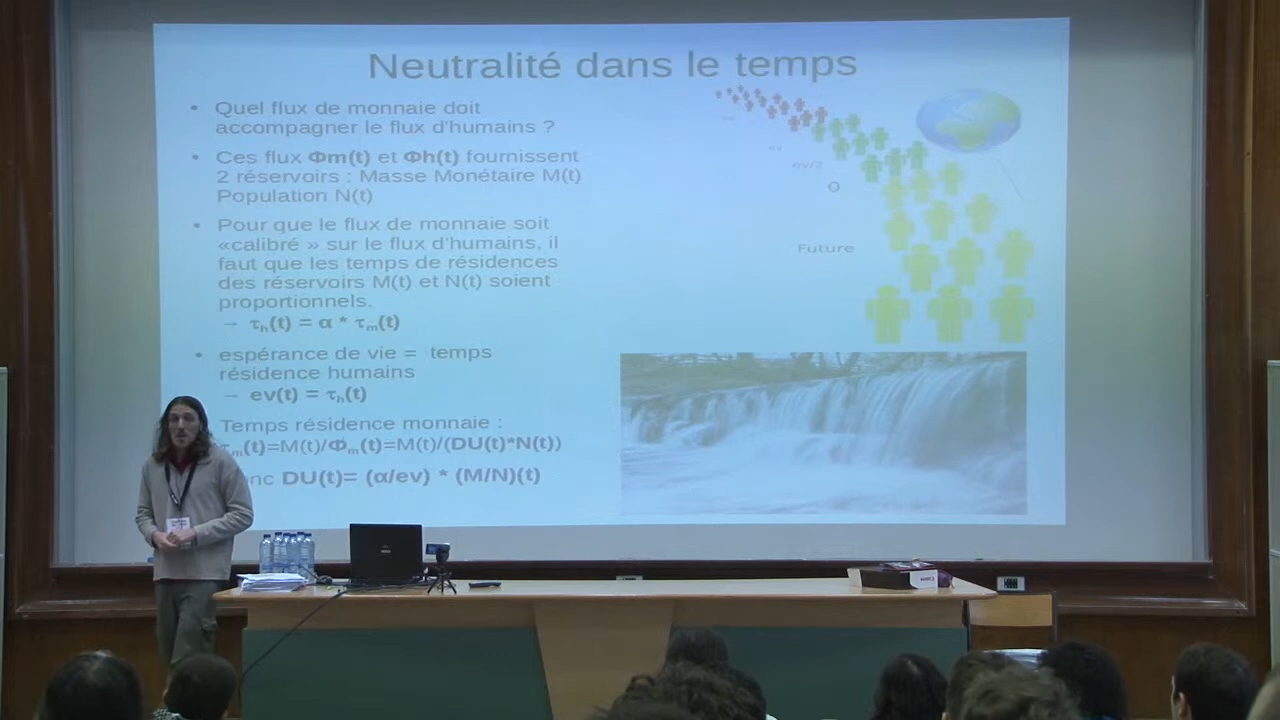 Neutralité dans le temps
• Quel flux de monnaie doit
accompagner le flux d'humains ?
• Ces flux Φm(t) et Φh(t) fournissent
2 réservoirs : Masse Monétaire M(t)
Population N(t)
• Pour que le flux de monnaie soit
«calibré » sur le flux d'humains, il
faut que les temps de résidences
des réservoirs M(t) et N(t) soient
proportionnels.
→ τₕ(t) = α * τₘ(t)
• espérance de vie = temps
résidence humains
→ ev(t) = τₕ(t)
Temps résidence monnaie :
τₘ(t)=M(t)/Φₘ(t)=M(t)/(DU(t)*N(t))
DU(t)= (α/ev) * (M/N)(t)
ev
ev/2
O
Future